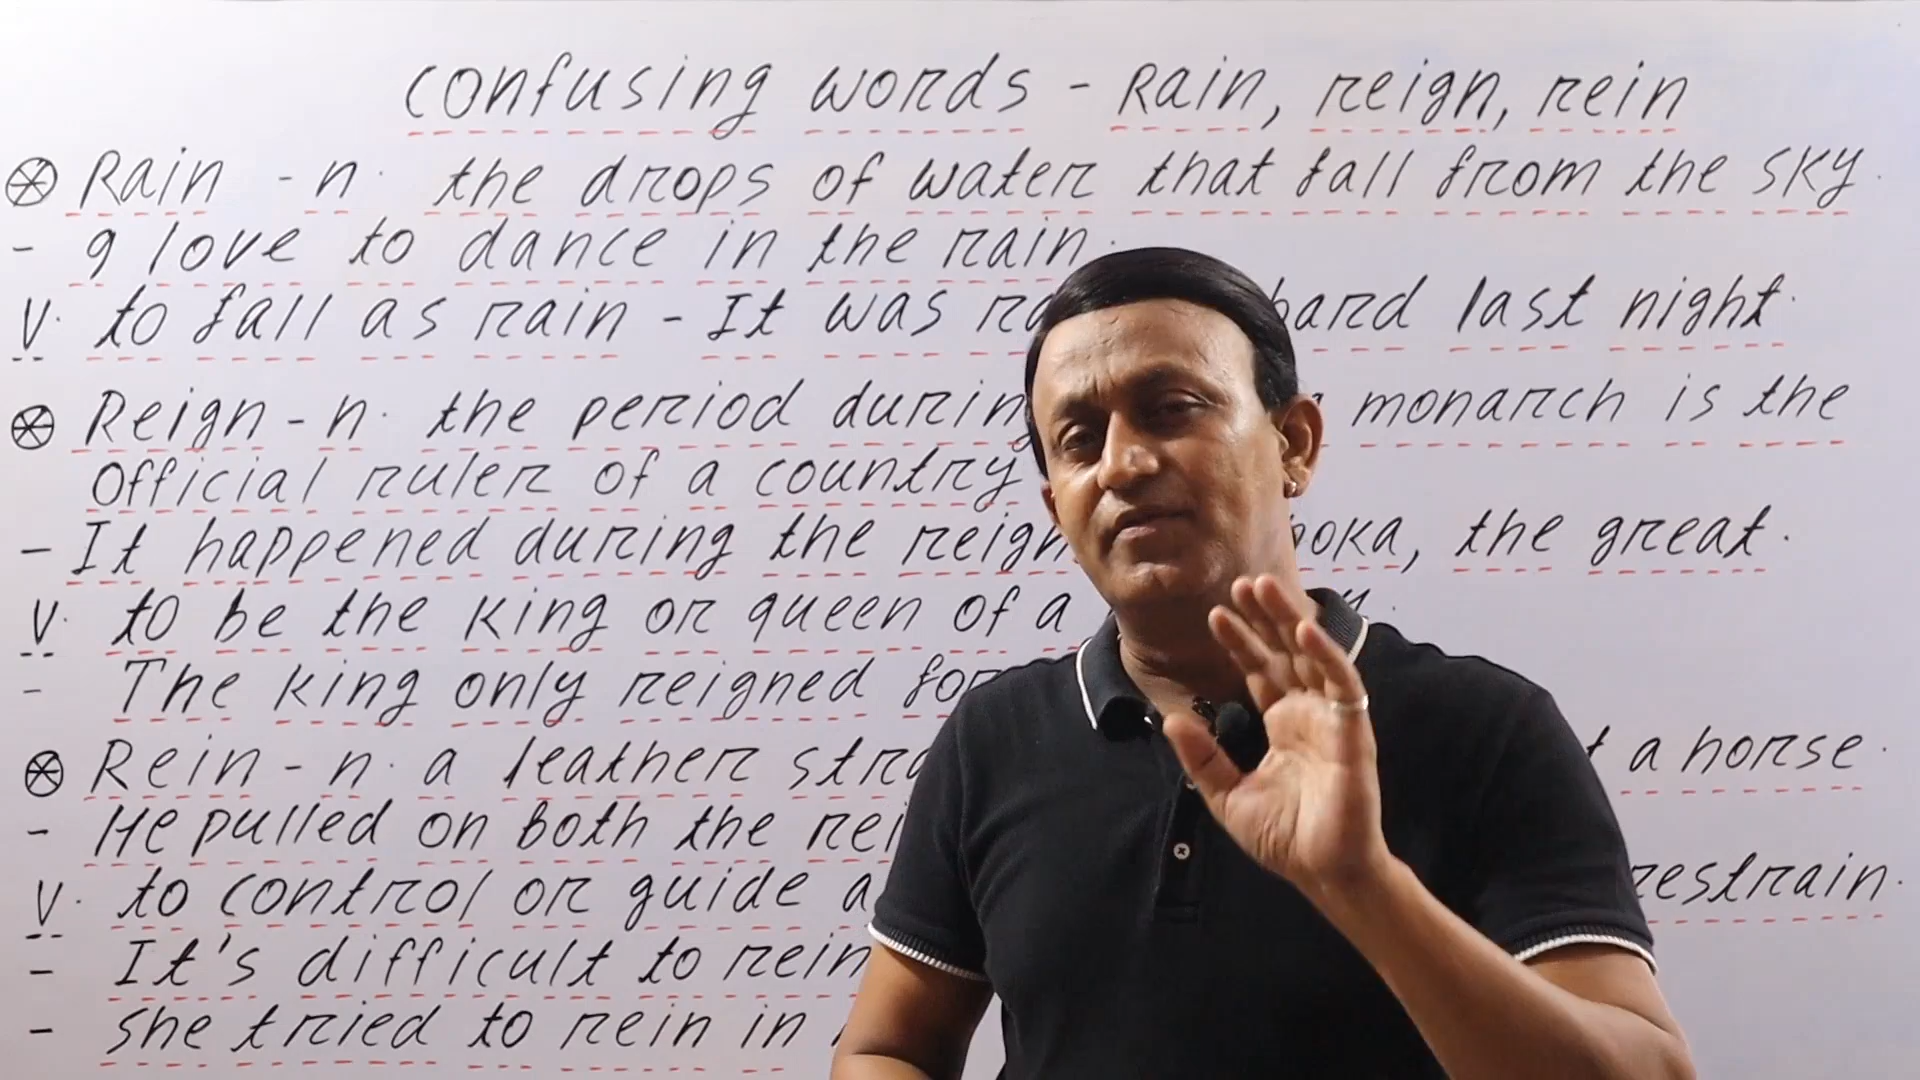 Confusing words - Rain, reign, rein
Rain - n. the drops of water that fall from the sky.
- I love to dance in the rain.
V. to fall as rain - It was hard last night.
Reign - n. the period during monarch is the
official ruler of a country
- It happened during the reign the great.
V. to be the king or queen of a
- The king only reigned for
Rein - n. a leather a horse.
- He pulled on both the
V. to control or guide restrain.
- It's difficult to rein
- She tried to rein in